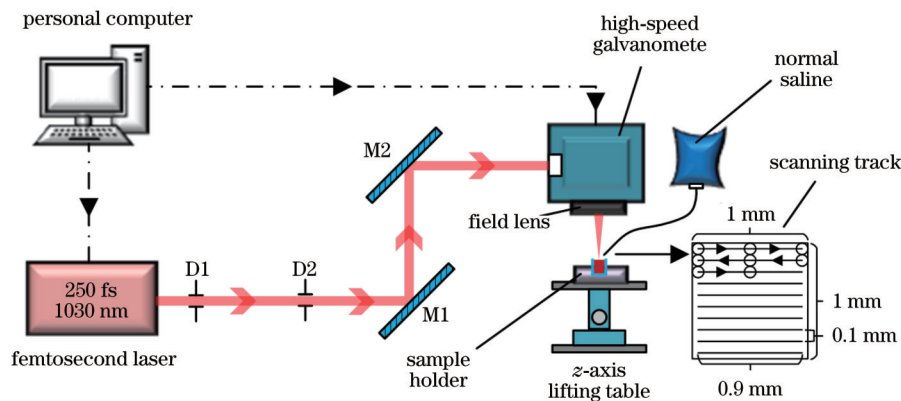 personal computer
high-speed
galvanomete
normal
saline
scanning track
M2
field lens
1 mm
D1
D2
250 fs
1030 nm
M1
1 mm
0.1 mm
femtosecond laser
sample
holder
z-axis
lifting table
0.9 mm